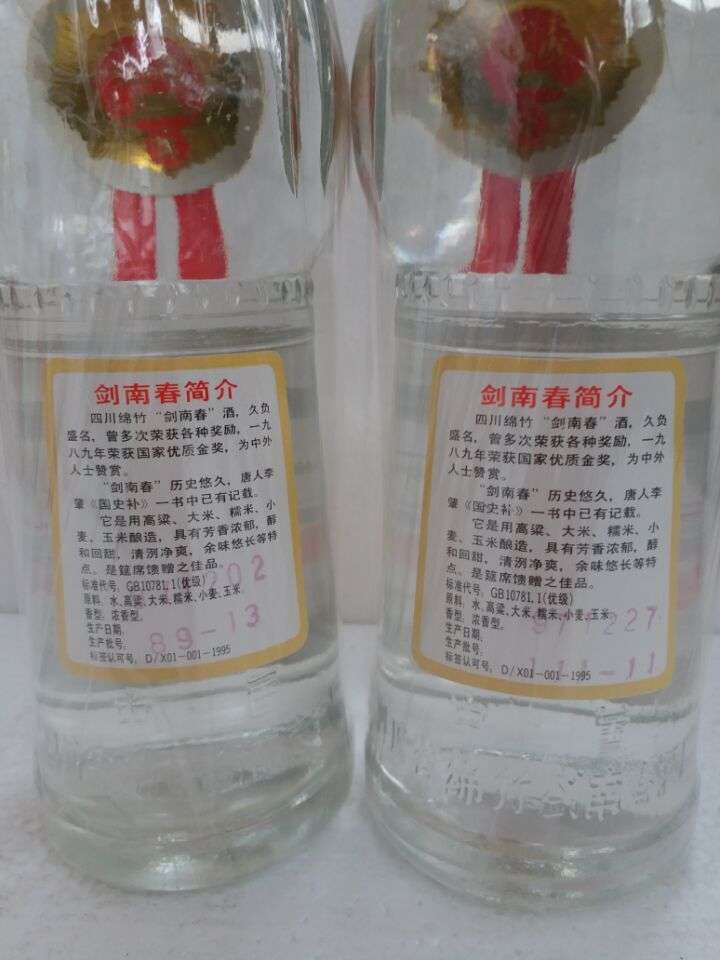 剑南春简介
四川绵竹“剑南春”酒，久负
盛名，曾多次荣获各种奖励，一九
八九年荣获国家优质金奖，为中外
人士赞赏。
“剑南春”历史悠久，唐人李
肇《国史补》一书中已有记载。
它是用高粱、大米、糯米、小
麦、玉米酿造，具有芳香浓郁，醇
和回甜，清洌净爽，余味悠长等特
点。是筵席馈赠之佳品。
标准代号：GB10781.1(优级)
原料：水、高粱、大米、糯米、小麦、玉米。
香型：浓香型。
生产日期：
202
生产批号：
89-13
标签认可号：D/X01-001-1995
剑南春简介
四川绵竹“剑南春”酒，久负
盛名，曾多次荣获各种奖励，一九
八九年荣获国家优质金奖，为中外
人士赞赏。
“剑南春”历史悠久，唐人李
肇《国史补》一书中已有记载。
它是用高粱、大米、糯米、小
麦、玉米酿造，具有芳香浓郁，醇
和回甜，清洌净爽，余味悠长等特
点。是筵席馈赠之佳品。
标准代号：GB10781.1(优级)
原料：水、高粱、大米、糯米、小麦、玉米。
香型：浓香型。
生产日期：
971227
生产批号：
111-11
标签认可号：D/X01-001-1995